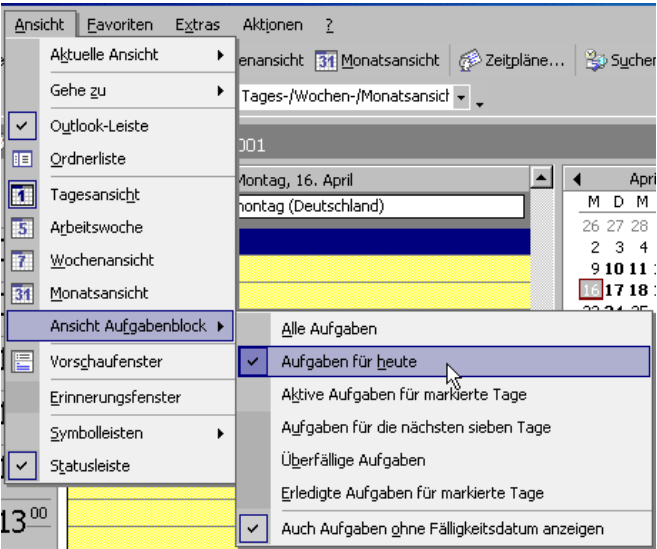 Ansicht Favoriten Extras Aktionen ?
Aktuelle Ansicht
enansicht 31 Monatsansicht Zeitpläne... Suchen
Gehe zu
Tages-/Wochen-/Monatsansicht
Outlook-Leiste
001
Ordnerliste
Montag, 16. April
Apri
Tagesansicht
montag (Deutschland)
M D M
26 27 28
Arbeitswoche
2 3 4
Wochenansicht
9 10 11
Monatsansicht
16 17 18
Ansicht Aufgabenblock
Alle Aufgaben
Vorschaufenster
Aufgaben für heute
Erinnerungsfenster
Aktive Aufgaben für markierte Tage
Symbolleisten
Aufgaben für die nächsten sieben Tage
Statusleiste
Überfällige Aufgaben
Erledigte Aufgaben für markierte Tage
13 00
Auch Aufgaben ohne Fälligkeitsdatum anzeigen